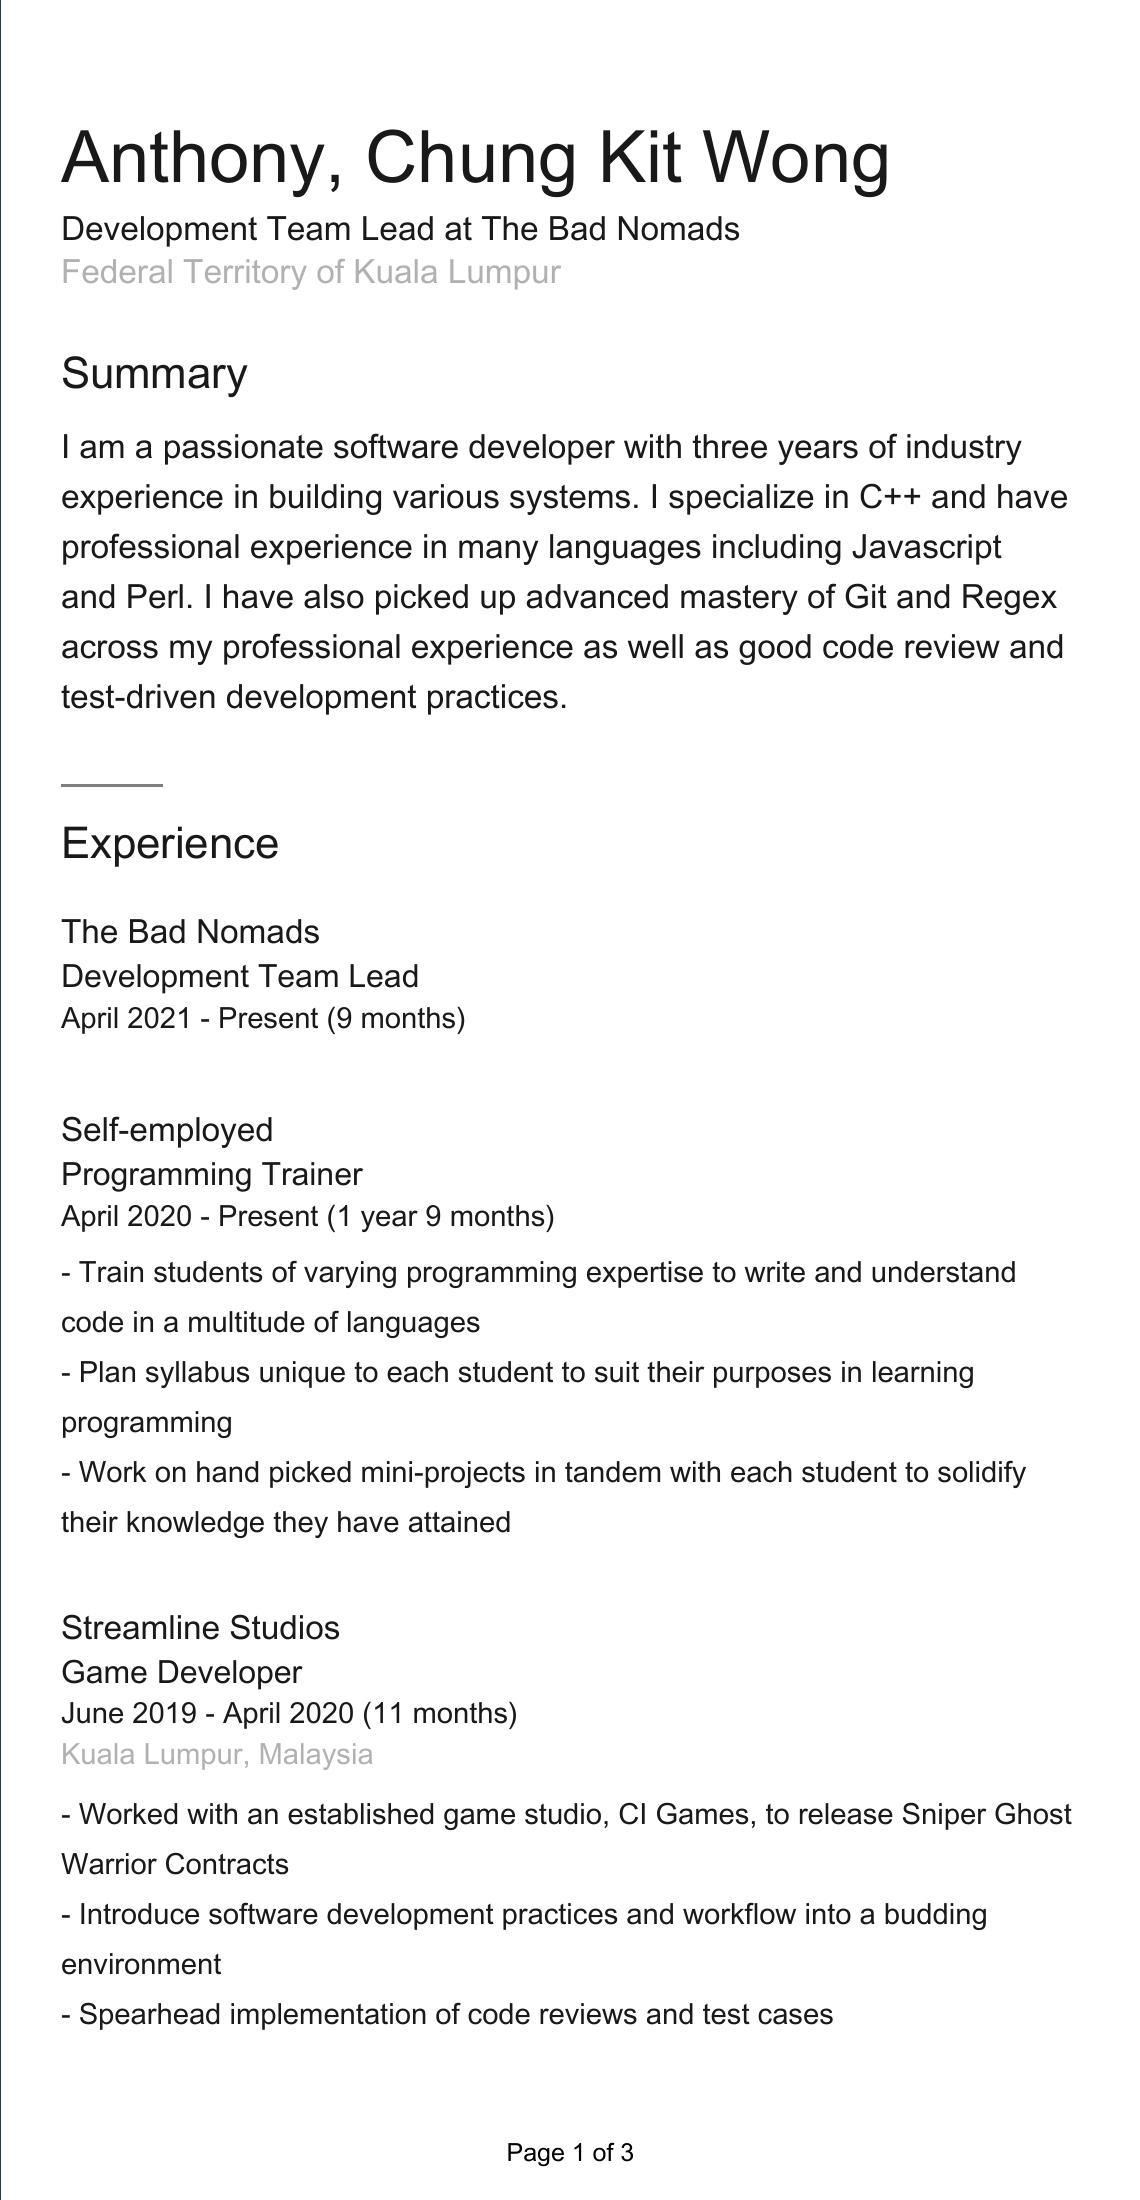 Anthony, Chung Kit Wong
Development Team Lead at The Bad Nomads
Federal Territory of Kuala Lumpur
Summary
I am a passionate software developer with three years of industry
experience in building various systems. I specialize in C++ and have
professional experience in many languages including Javascript
and Perl. I have also picked up advanced mastery of Git and Regex
across my professional experience as well as good code review and
test-driven development practices.
Experience
The Bad Nomads
Development Team Lead
April 2021 - Present (9 months)
Self-employed
Programming Trainer
April 2020 - Present (1 year 9 months)
- Train students of varying programming expertise to write and understand
code in a multitude of languages
- Plan syllabus unique to each student to suit their purposes in learning
programming
- Work on hand picked mini-projects in tandem with each student to solidify
their knowledge they have attained
Streamline Studios
Game Developer
June 2019 - April 2020 (11 months)
Kuala Lumpur, Malaysia
- Worked with an established game studio, CI Games, to release Sniper Ghost
Warrior Contracts
- Introduce software development practices and workflow into a budding
environment
- Spearhead implementation of code reviews and test cases
Page 1 of 3